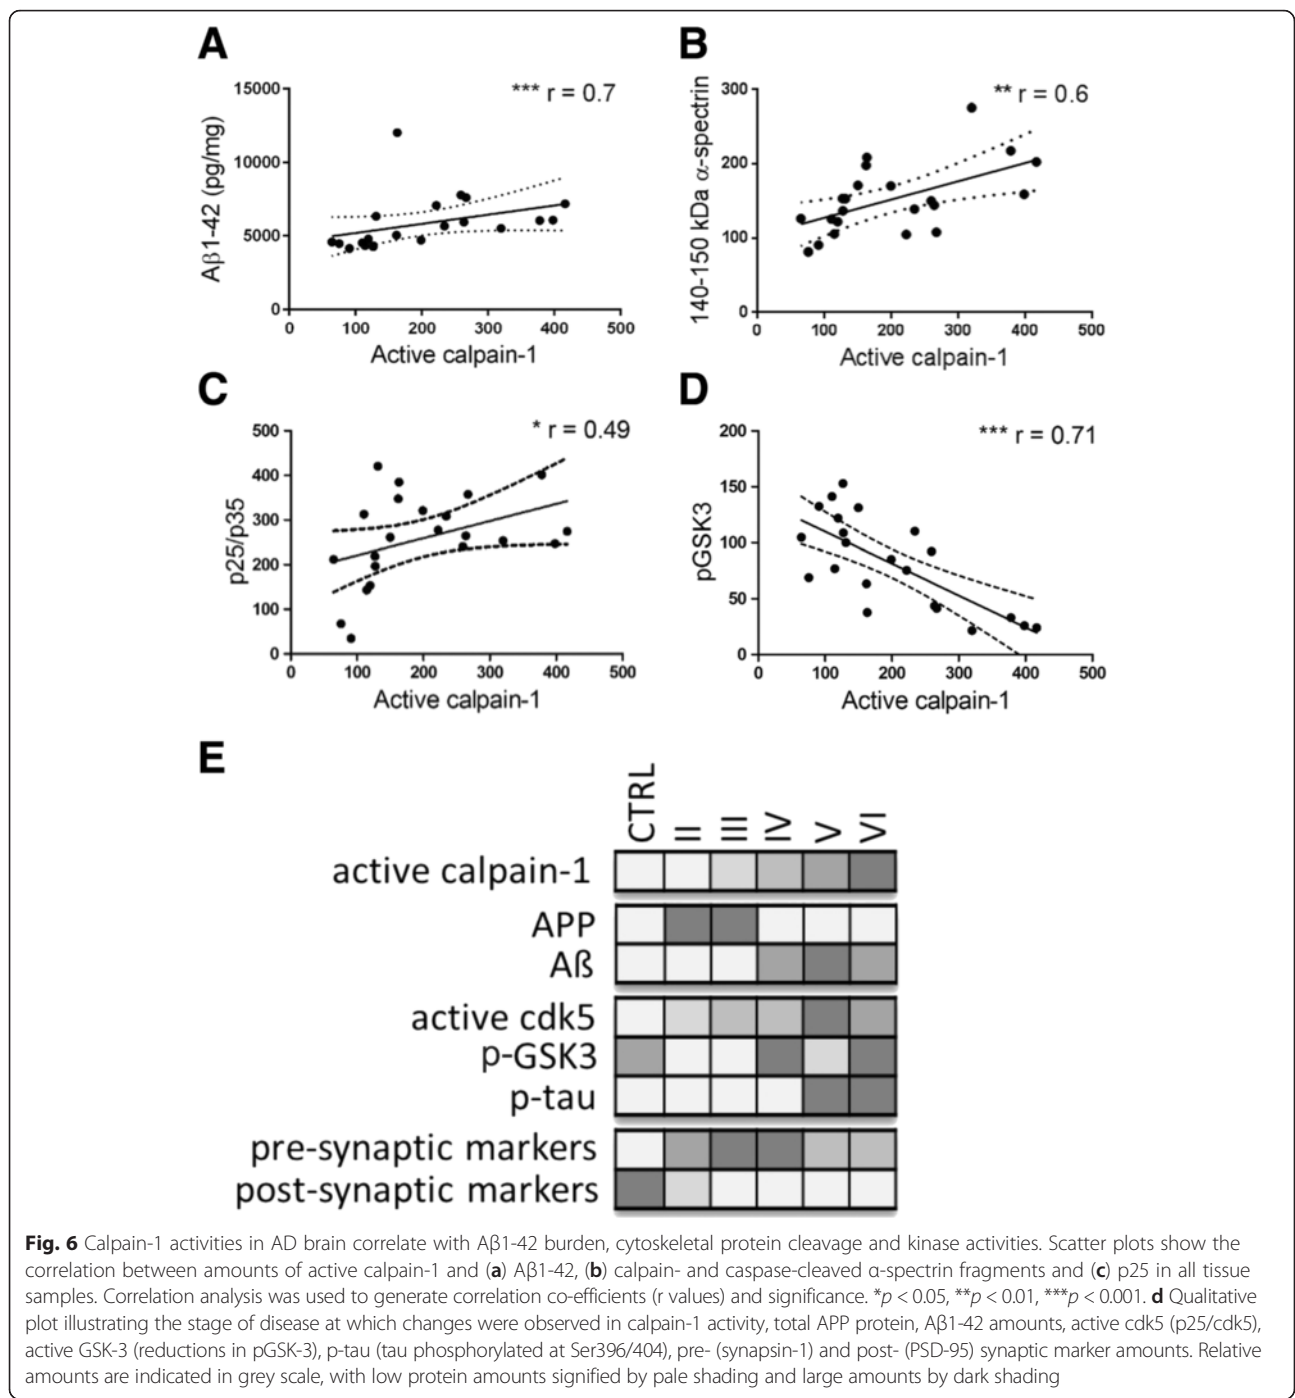 A
*** r = 0.7
Aβ1-42 (pg/mg)
15000
10000
5000
0
0 100 200 300 400 500
Active calpain-1
B
** r = 0.6
140-150 kDa α-spectrin
300
200
100
0
0 100 200 300 400 500
Active calpain-1
C
* r = 0.49
p25/p35
500
400
300
200
100
0
0 100 200 300 400 500
Active calpain-1
D
*** r = 0.71
pGSK3
200
150
100
50
0
0 100 200 300 400 500
Active calpain-1
E
CTRL II III IV V VI
active calpain-1
APP
Aß
active cdk5
p-GSK3
p-tau
pre-synaptic markers
post-synaptic markers
Fig. 6 Calpain-1 activities in AD brain correlate with Aβ1-42 burden, cytoskeletal protein cleavage and kinase activities. Scatter plots show the
correlation between amounts of active calpain-1 and (a) Aβ1-42, (b) calpain- and caspase-cleaved α-spectrin fragments and (c) p25 in all tissue
samples. Correlation analysis was used to generate correlation co-efficients (r values) and significance. *p < 0.05, **p < 0.01, ***p < 0.001. d Qualitative
plot illustrating the stage of disease at which changes were observed in calpain-1 activity, total APP protein, Aβ1-42 amounts, active cdk5 (p25/cdk5),
active GSK-3 (reductions in pGSK-3), p-tau (tau phosphorylated at Ser396/404), pre- (synapsin-1) and post- (PSD-95) synaptic marker amounts. Relative
amounts are indicated in grey scale, with low protein amounts signified by pale shading and large amounts by dark shading